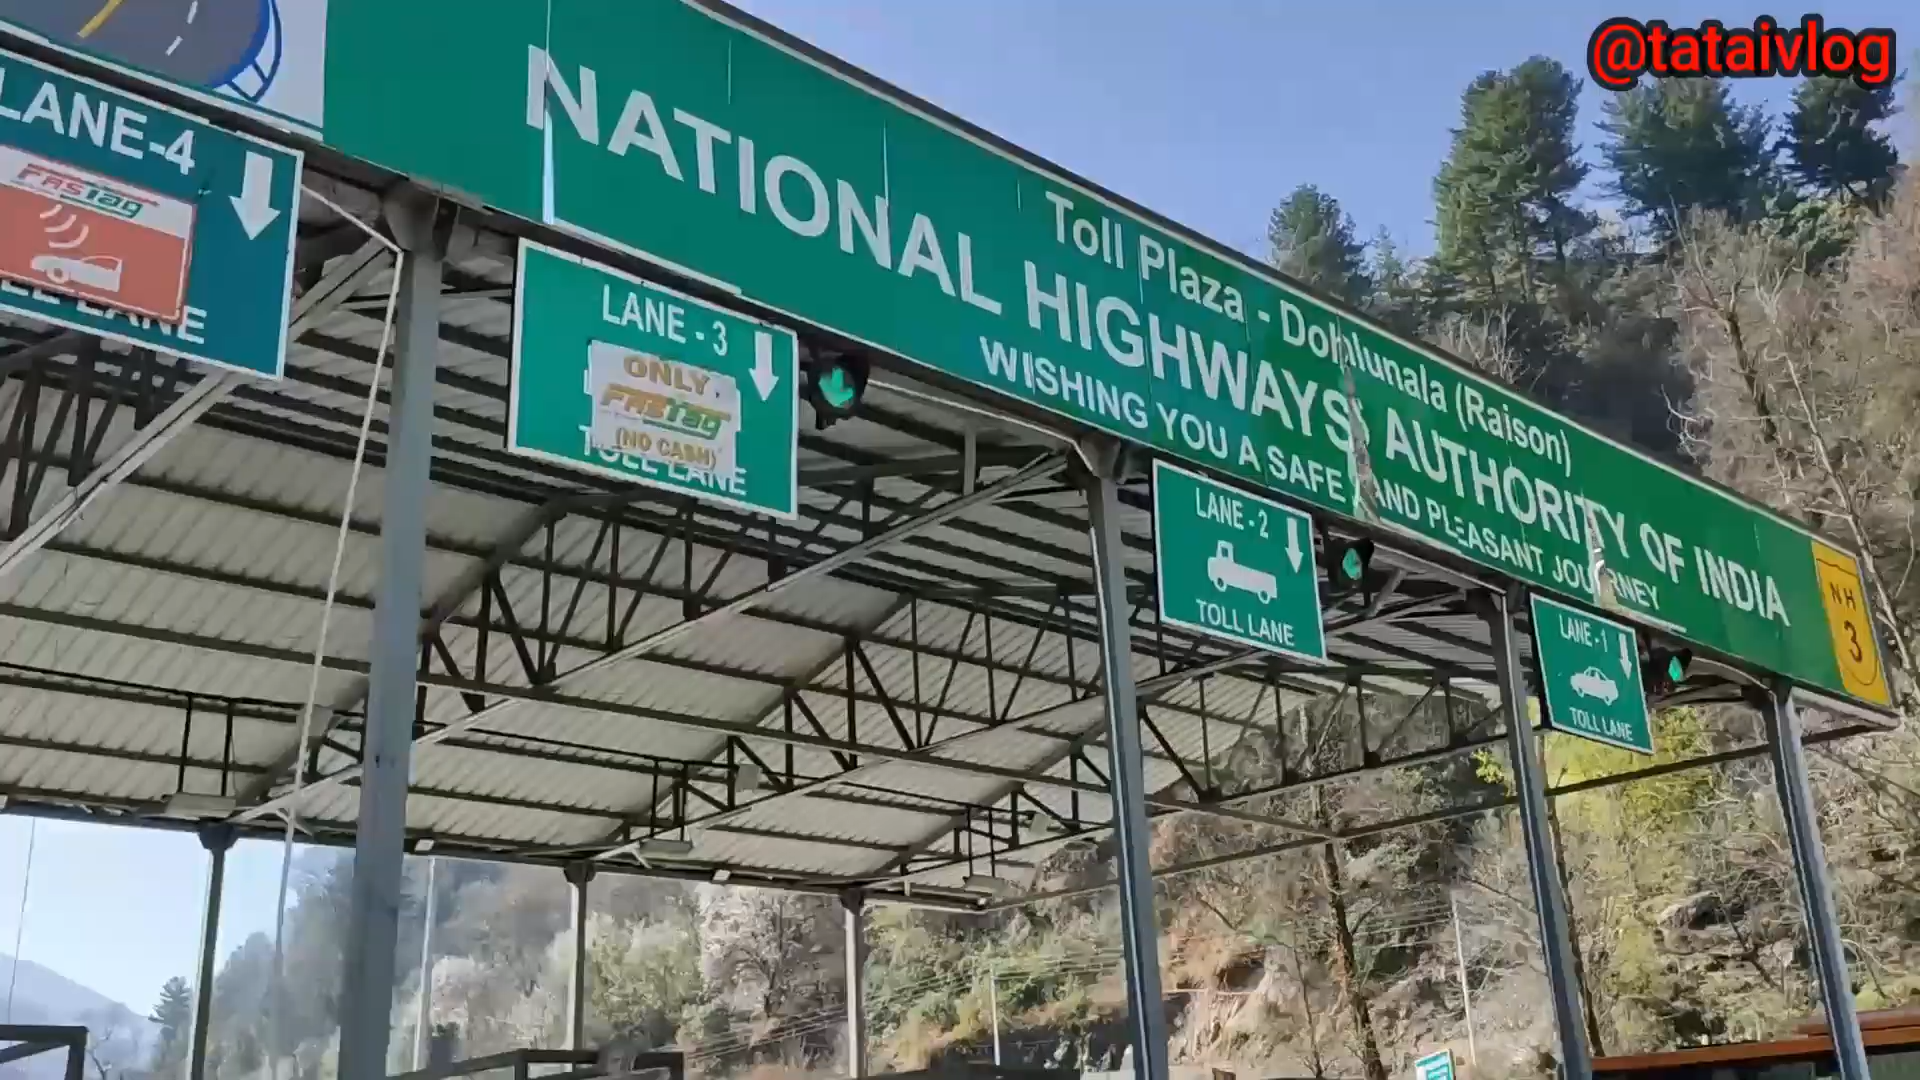 @tataivlog
Toll Plaza - Dohlunala (Raison)
NATIONAL HIGHWAYS AUTHORITY OF INDIA
WISHING YOU A SAFE AND PLEASANT JOURNEY
NH
3
LANE-4
FASTag
LANE
LANE - 3
ONLY
FASTag
(NO CASH)
TOLL LANE
LANE - 2
TOLL LANE
LANE - 1
TOLL LANE